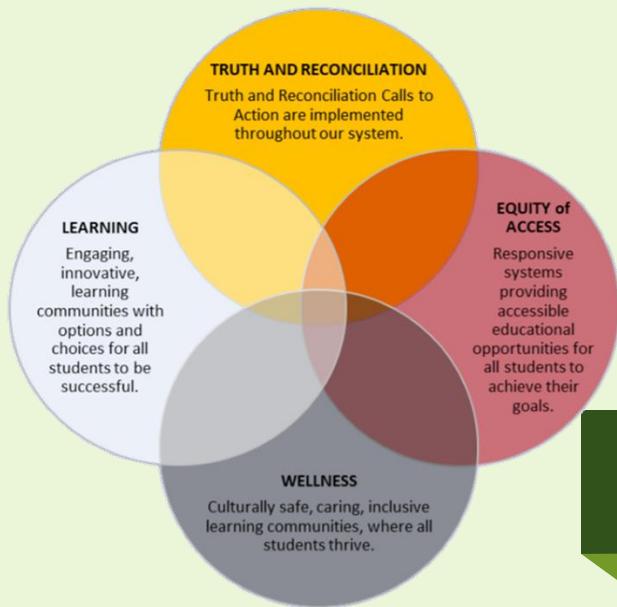 TRUTH AND RECONCILIATION
Truth and Reconciliation Calls to
Action are implemented
throughout our system.
LEARNING
Engaging,
innovative,
learning
communities with
options and
choices for all
students to be
successful.
EQUITY of
ACCESS
Responsive
systems
providing
accessible
educational
opportunities for
all students to
achieve their
goals.
WELLNESS
Culturally safe, caring, inclusive
learning communities, where all
students thrive.